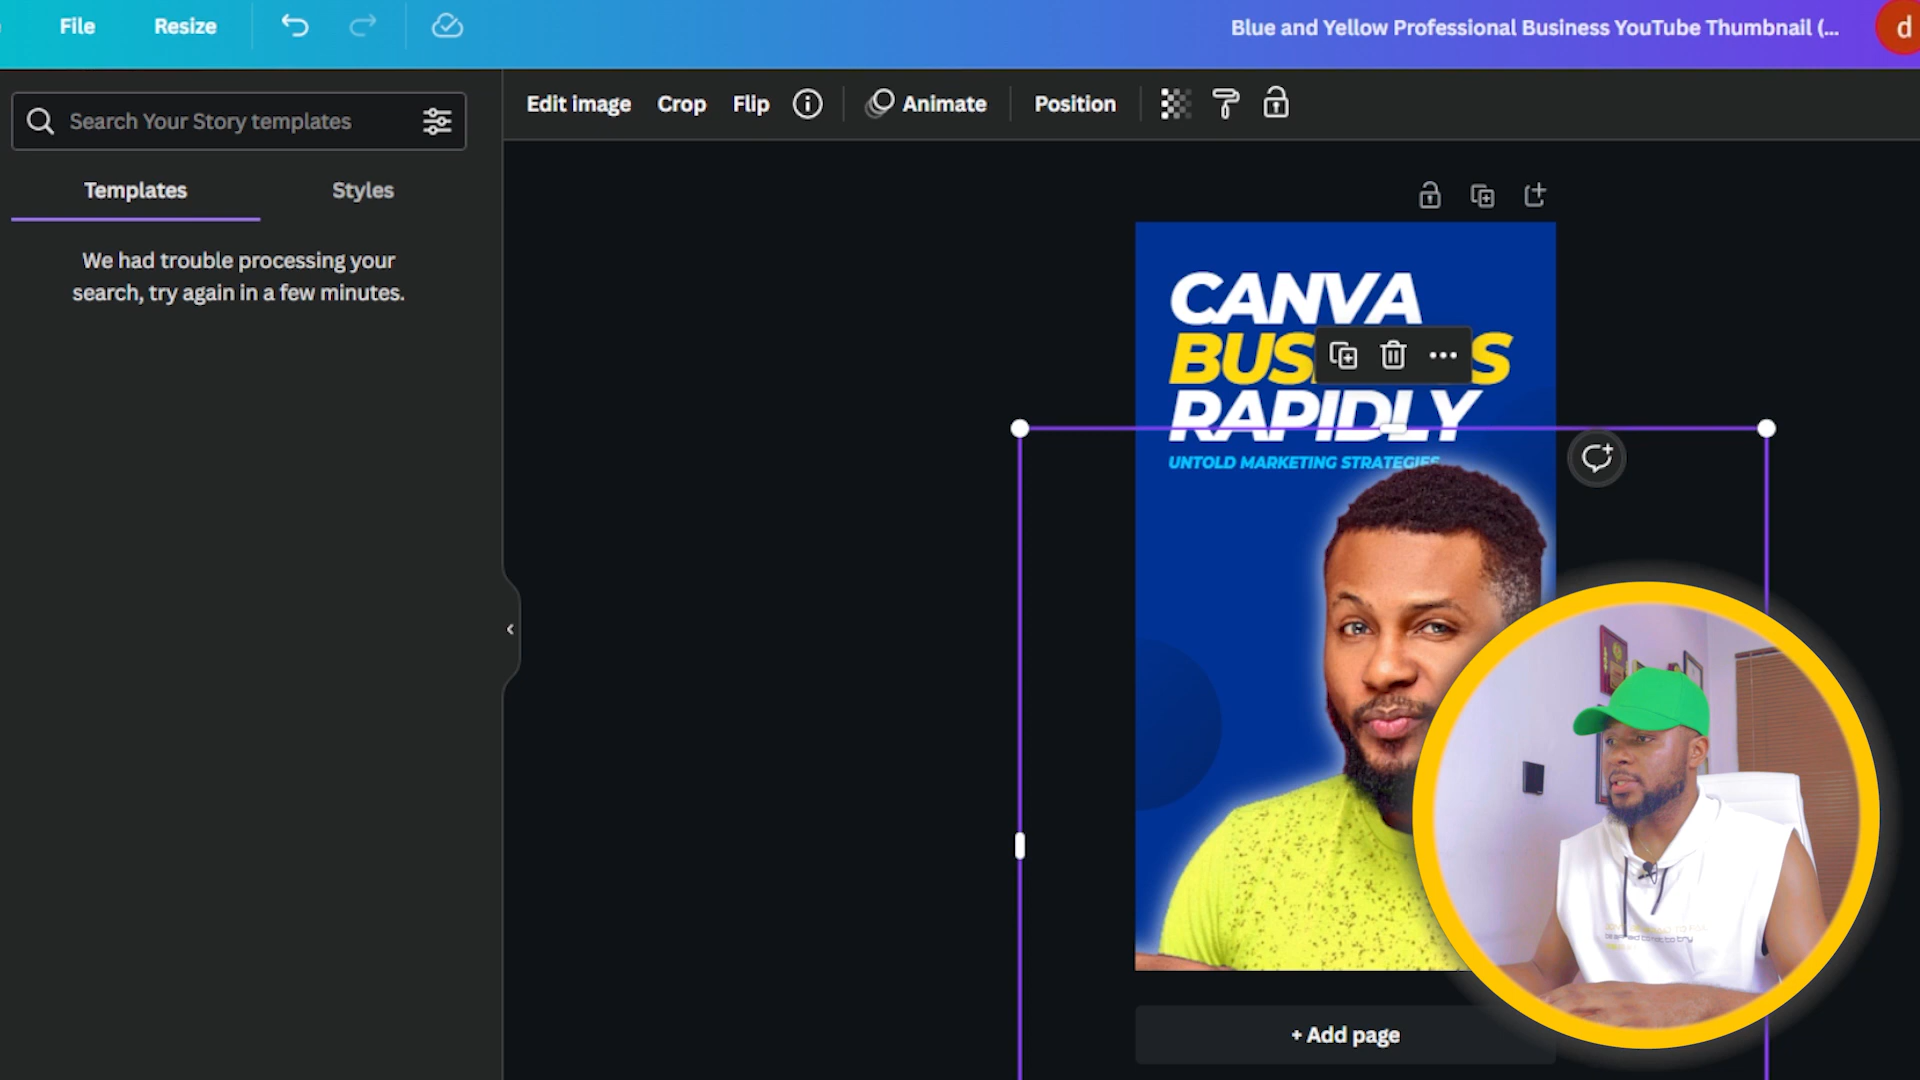 File
Resize
Blue and Yellow Professional Business YouTube Thumbnail (...
d
Search Your Story templates
Edit image
Crop
Flip
Animate
Position
Templates
Styles
We had trouble processing your
search, try again in a few minutes.
CANVA
BUS S
RAPIDLY
UNTOLD MARKETING STRATEGIES
+ Add page